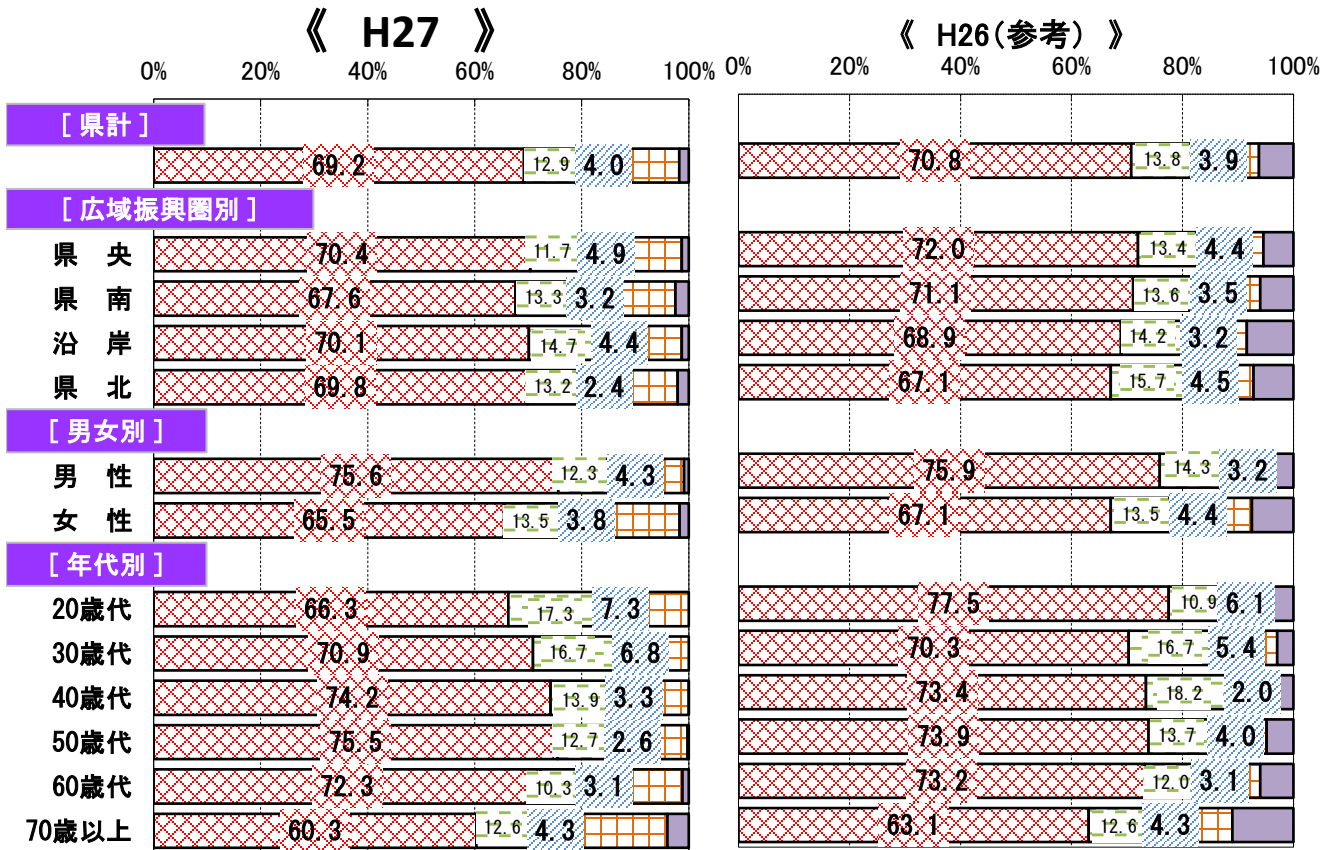 《 H27 》
《 H26(参考) 》
0% 20% 40% 60% 80% 100%
0% 20% 40% 60% 80% 100%
[ 県計 ]
69.2 12.9 4.0
70.8 13.8 3.9
[ 広域振興圏別 ]
県 央 70.4 11.7 4.9
72.0 13.4 4.4
県 南 67.6 13.3 3.2
71.1 13.6 3.5
沿 岸 70.1 14.7 4.4
68.9 14.2 3.2
県 北 69.8 13.2 2.4
67.1 15.7 4.5
[ 男女別 ]
男 性 75.6 12.3 4.3
75.9 14.3 3.2
女 性 65.5 13.5 3.8
67.1 13.5 4.4
[ 年代別 ]
20歳代 66.3 17.3 7.3
77.5 10.9 6.1
30歳代 70.9 16.7 6.8
70.3 16.7 5.4
40歳代 74.2 13.9 3.3
73.4 18.2 2.0
50歳代 75.5 12.7 2.6
73.9 13.7 4.0
60歳代 72.3 10.3 3.1
73.2 12.0 3.1
70歳以上 60.3 12.6 4.3
63.1 12.6 4.3